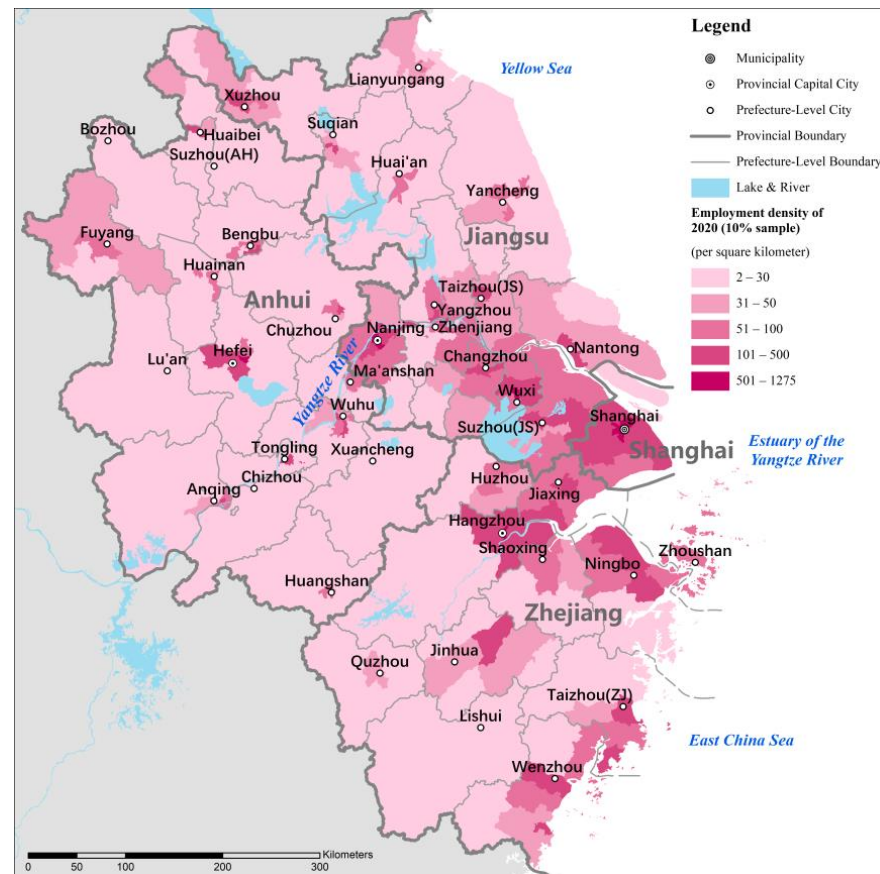 Legend
Municipality
Provincial Capital City
Prefecture-Level City
Provincial Boundary
Prefecture-Level Boundary
Lake & River
Employment density of
2020 (10% sample)
(per square kilometer)
2 – 30
31 – 50
51 – 100
101 – 500
501 – 1275
Yellow Sea
Lianyungang
Xuzhou
Bozhou
Huaibei
Suqian
Suzhou(AH)
Huai'an
Yancheng
Jiangsu
Fuyang
Bengbu
Huainan
Anhui
Taizhou(JS)
Yangzhou
Chuzhou
Nanjing
Zhenjiang
Hefei
Lu'an
Changzhou
Nantong
Ma'anshan
Yangtze River
Wuhu
Wuxi
Shanghai
Suzhou(JS)
Shanghai
Estuary of the
Yangtze River
Tongling
Xuancheng
Chizhou
Huzhou
Anqing
Jiaxing
Hangzhou
Shaoxing
Ningbo
Zhoushan
Huangshan
Zhejiang
Quzhou
Jinhua
Taizhou(ZJ)
Lishui
East China Sea
Wenzhou
Kilometers
0 50 100 200 300